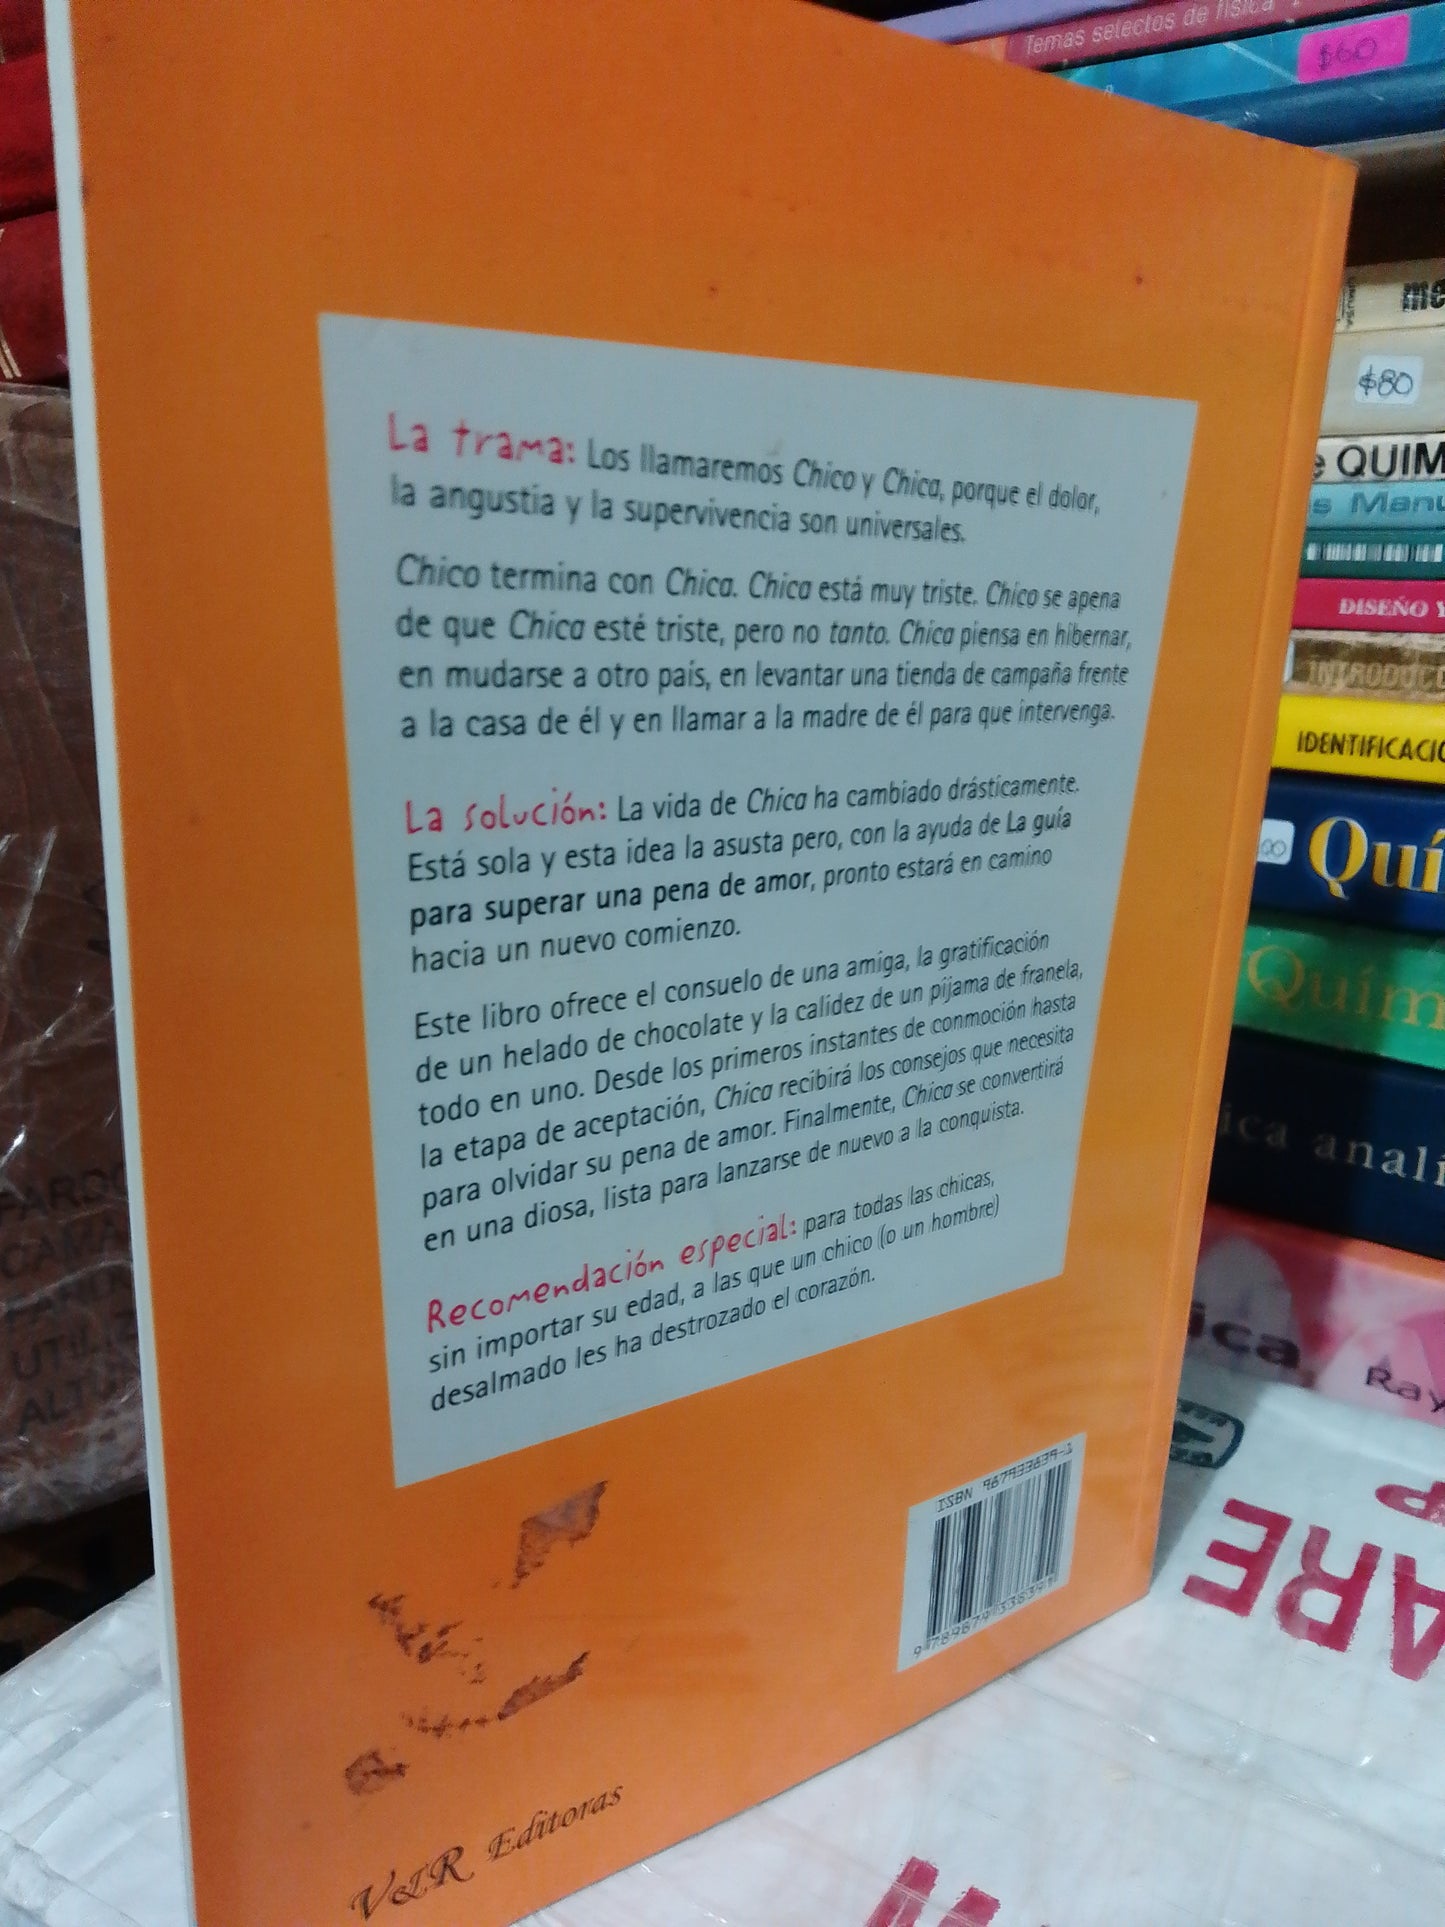 La trama: Los llamaremos Chico y Chica, porque el dolor,
la angustia y la supervivencia son universales.
Chico termina con Chica. Chica está muy triste. Chico se apena
de que Chica esté triste, pero no tanto. Chica piensa en hibernar,
en mudarse a otro país, en levantar una tienda de campaña frente
a la casa de él y en llamar a la madre de él para que intervenga.
La solución: La vida de Chica ha cambiado drásticamente.
Está sola y esta idea la asusta pero, con la ayuda de La guía
para superar una pena de amor, pronto estará en camino
hacia un nuevo comienzo.
Este libro ofrece el consuelo de una amiga, la gratificación
de un helado de chocolate y la calidez de un pijama de franela,
todo en uno. Desde los primeros instantes de conmoción hasta
la etapa de aceptación, Chica recibirá los consejos que necesita
para olvidar su pena de amor. Finalmente, Chica se convertirá
en una diosa, lista para lanzarse de nuevo a la conquista.
Recomendación especial: para todas las chicas,
sin importar su edad, a las que un chico (o un hombre)
desalmado les ha destrozado el corazón.
V&R Editoras
Temas selectos de física
$60
me
$80
e QUIM
s Manu
DISEÑO Y
INTRODUCC
IDENTIFICACIO
Quí
Quím
ica analí
ica
Ray
ARE